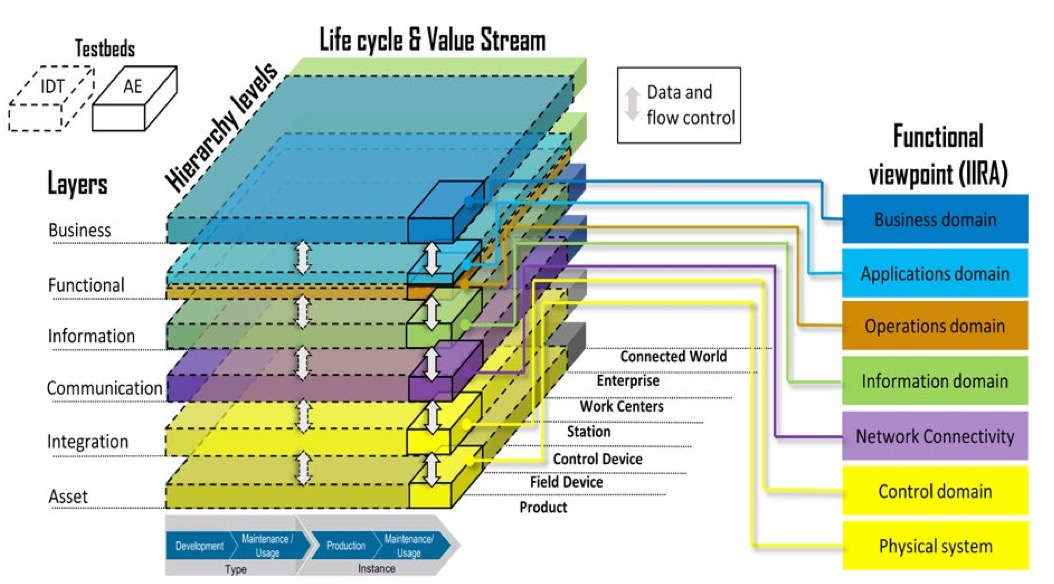 Life cycle & Value Stream
Testbeds
IDT
AE
Hierarchy levels
Data and
flow control
Functional
viewpoint (IIRA)
Layers
Business
Functional
Information
Communication
Integration
Asset
Business domain
Applications domain
Operations domain
Information domain
Network Connectivity
Control domain
Physical system
Connected World
Enterprise
Work Centers
Station
Control Device
Field Device
Product
Development
Maintenance /
Usage
Production
Maintenance/
Usage
Type
Instance